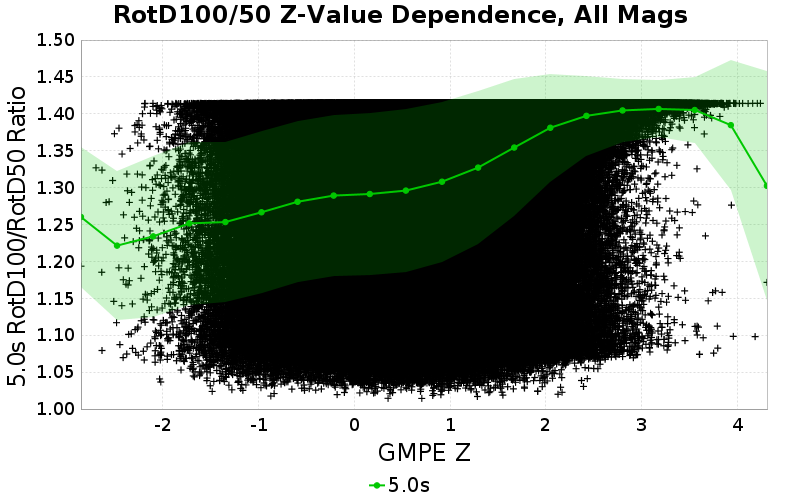 RotD100/50 Z-Value Dependence, All Mags
5.0s RotD100/RotD50 Ratio
1.50
1.45
1.40
1.35
1.30
1.25
1.20
1.15
1.10
1.05
1.00
-2 -1 0 1 2 3 4
GMPE Z
5.0s